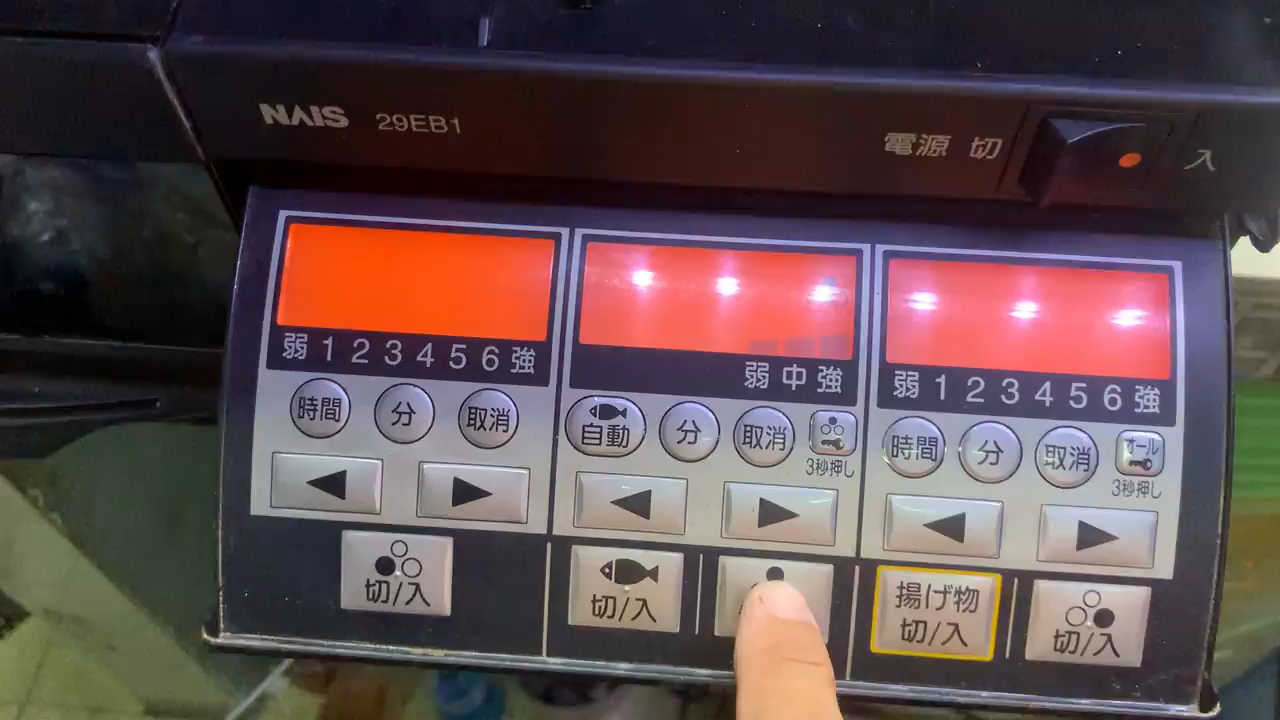 NAIS 29EB1
電源 切 入
弱 1 2 3 4 5 6 強
弱 中 強
弱 1 2 3 4 5 6 強
時間 分 取消
自動 分 取消
3秒押し
時間 分 取消 オール
3秒押し
切/入
切/入
揚げ物
切/入
切/入